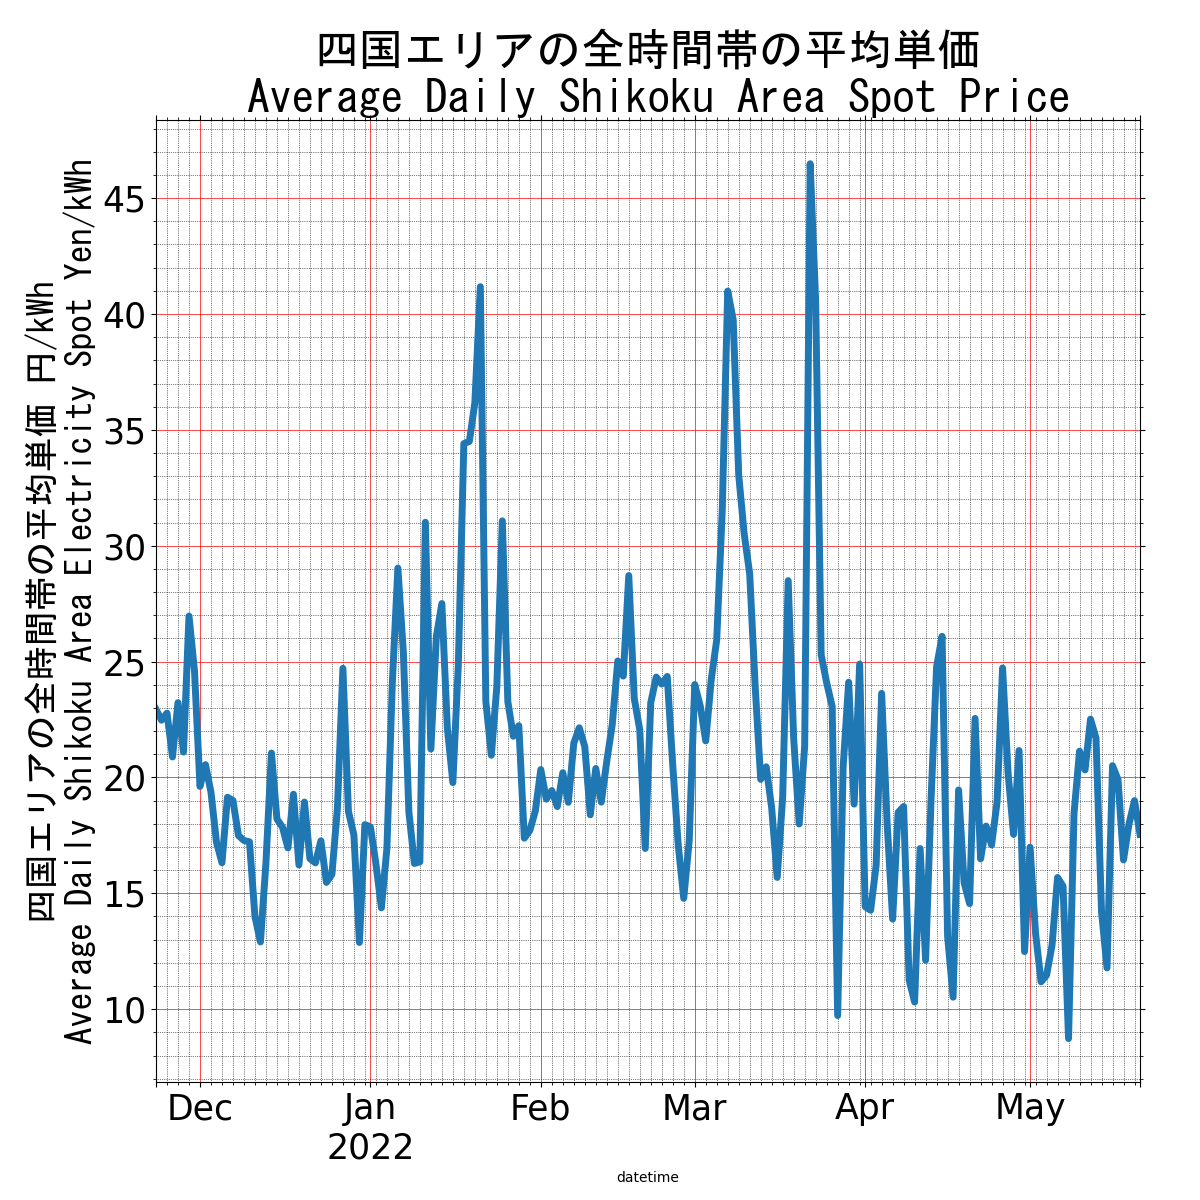 四国エリアの全時間帯の平均単価
Average Daily Shikoku Area Spot Price
四国エリアの全時間帯の平均単価 円/kWh
Average Daily Shikoku Area Electricity Spot Yen/kWh
45
40
35
30
25
20
15
10
Dec
Jan
2022
Feb
Mar
Apr
May
datetime